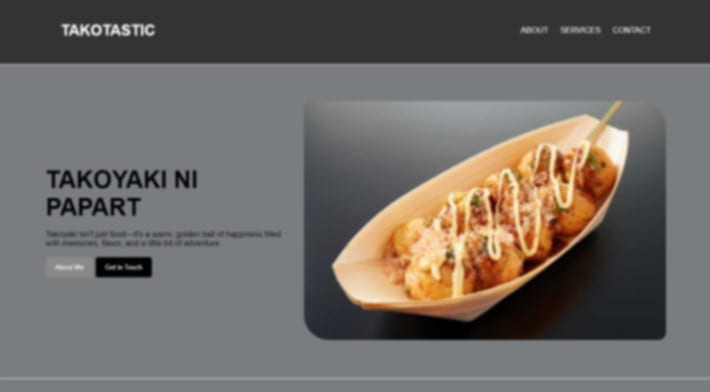 TAKOTASTIC
ABOUT SERVICES CONTACT
TAKOYAKI NI
PAPART
Takoyaki isn't just food—it's a warm, golden ball of happiness filled
with memories, flavor, and a little bit of adventure
About Me Get in Touch